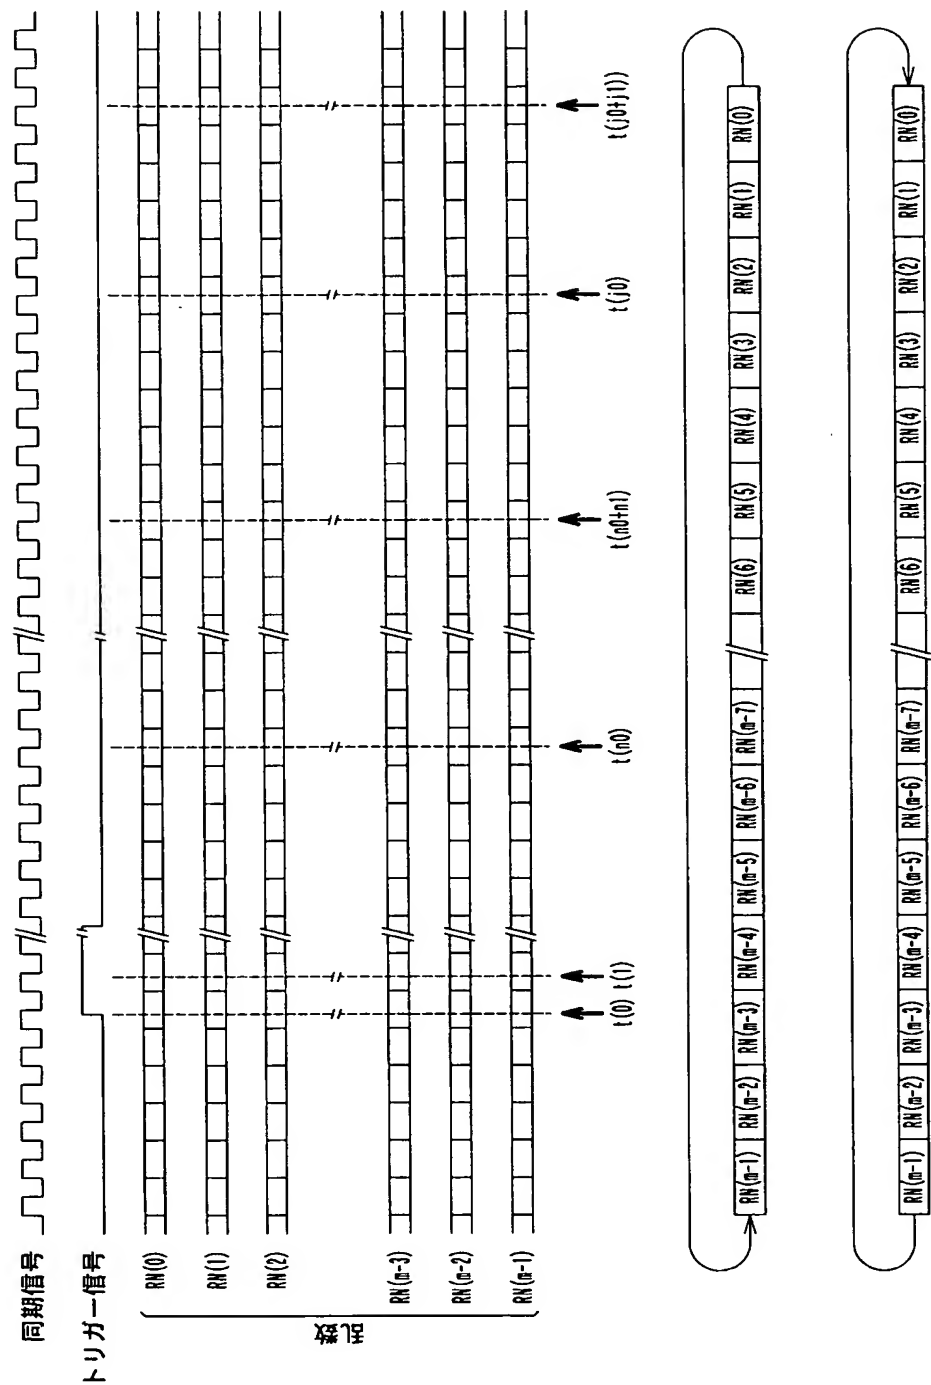 同期信号
トリガー信号
乱数
RN(0)
RN(1)
RN(2)
RN(m-3)
RN(m-2)
RN(m-1)
t(0) t(1) t(n0) t(n0+n1) t(j0) t(j0+j1))
RN(m-1) RN(m-2) RN(m-3) RN(m-4) RN(m-5) RN(m-6) RN(m-7) RN(6) RN(5) RN(4) RN(3) RN(2) RN(1) RN(0)
RN(m-1) RN(m-2) RN(m-3) RN(m-4) RN(m-5) RN(m-6) RN(m-7) RN(6) RN(5) RN(4) RN(3) RN(2) RN(1) RN(0)